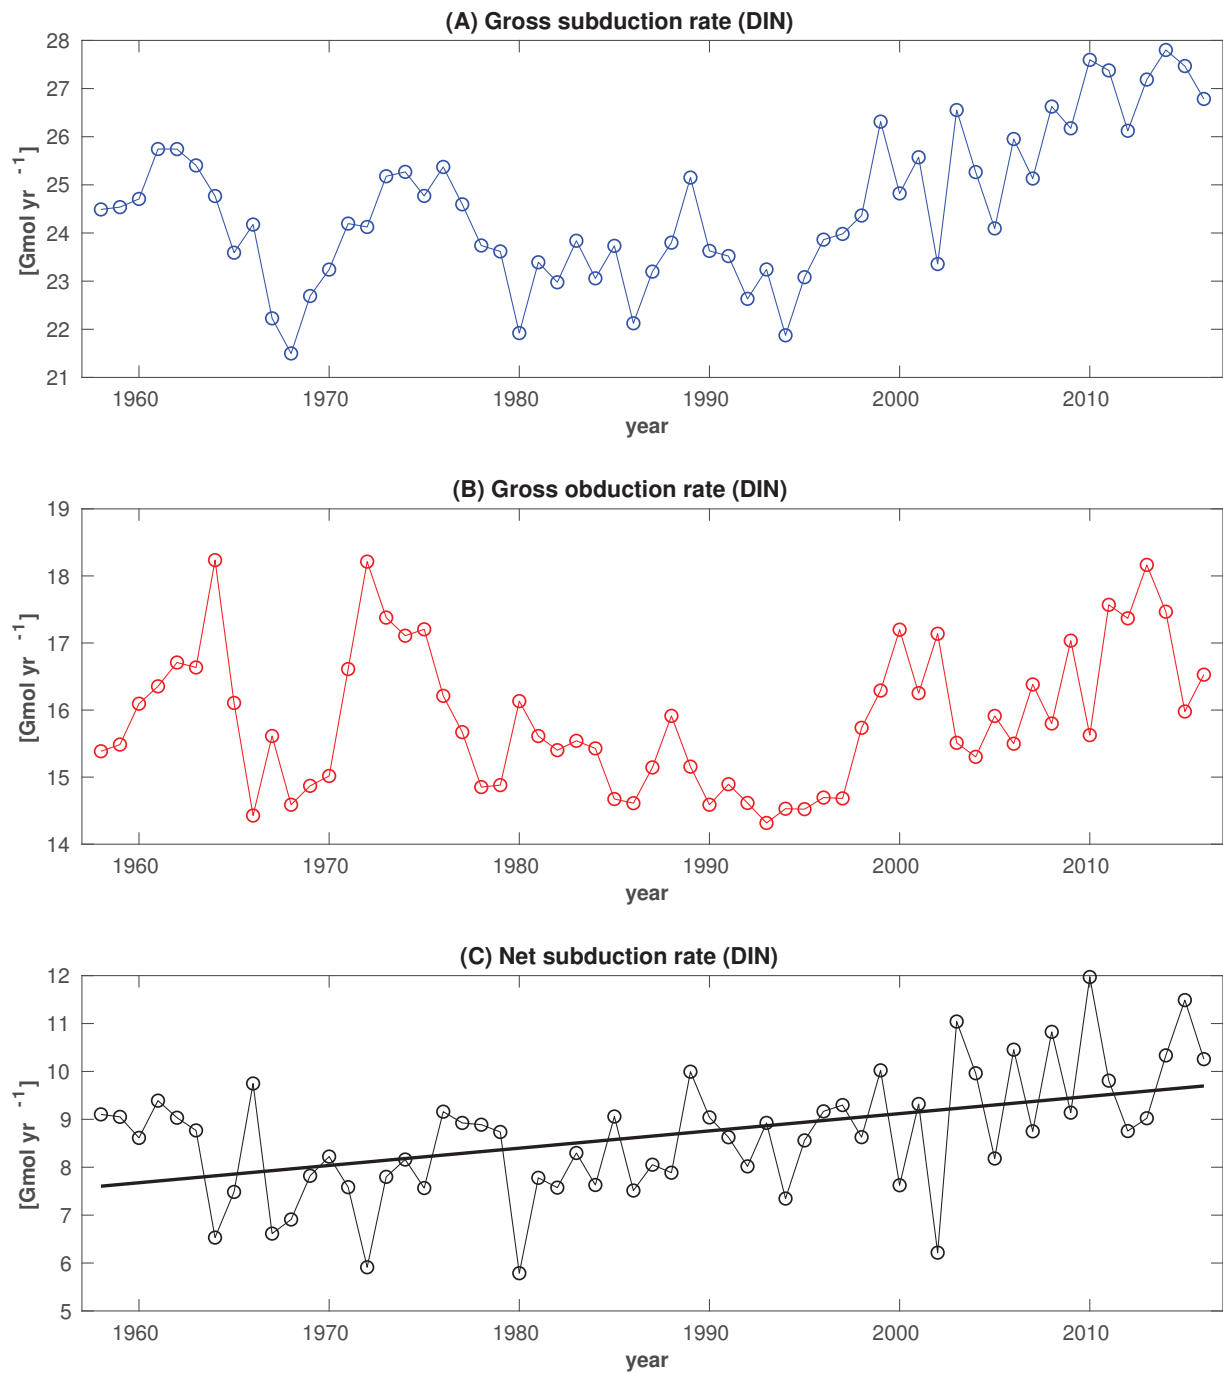 (A) Gross subduction rate (DIN)
28
27
26
25
24
23
22
21
[Gmol yr -1]
1960 1970 1980 1990 2000 2010
year
(B) Gross obduction rate (DIN)
19
18
17
16
15
14
[Gmol yr -1]
1960 1970 1980 1990 2000 2010
year
(C) Net subduction rate (DIN)
12
11
10
9
8
7
6
5
[Gmol yr -1]
1960 1970 1980 1990 2000 2010
year